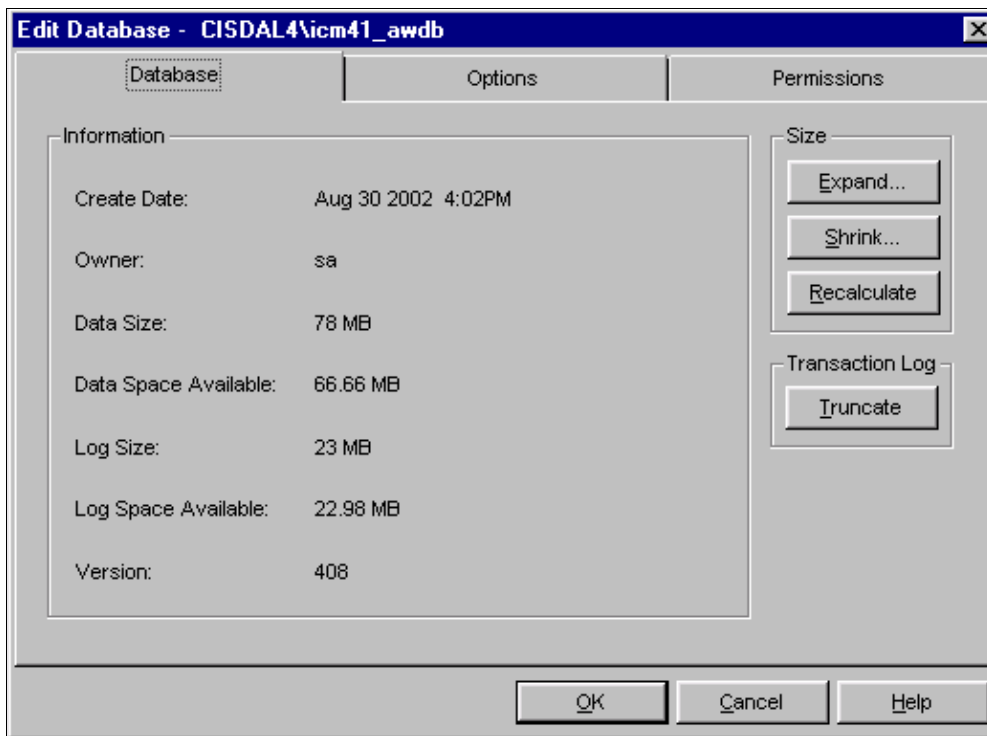 Edit Database - CISDAL4\icm41_awdb
Database
Options
Permissions
Information
Create Date: Aug 30 2002 4:02PM
Owner: sa
Data Size: 78 MB
Data Space Available: 66.66 MB
Log Size: 23 MB
Log Space Available: 22.98 MB
Version: 408
Size
Expand...
Shrink...
Recalculate
Transaction Log
Truncate
OK
Cancel
Help